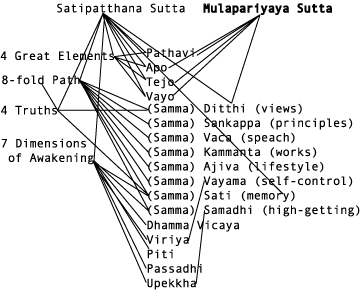 Satipatthana Sutta Mulapariyaya Sutta
4 Great Elements
Pathavi
Apo
8-fold Path
Tejo
Vayo
4 Truths
(Samma) Ditthi (views)
(Samma) Sankappa (principles)
(Samma) Vaca (speach)
7 Dimensions
of Awakening
(Samma) Kammanta (works)
(Samma) Ajiva (lifestyle)
(Samma) Vayama (self-control)
(Samma) Sati (memory)
(Samma) Samadhi (high-getting)
Dhamma Vicaya
Viriya
Piti
Passadhi
Upekkha